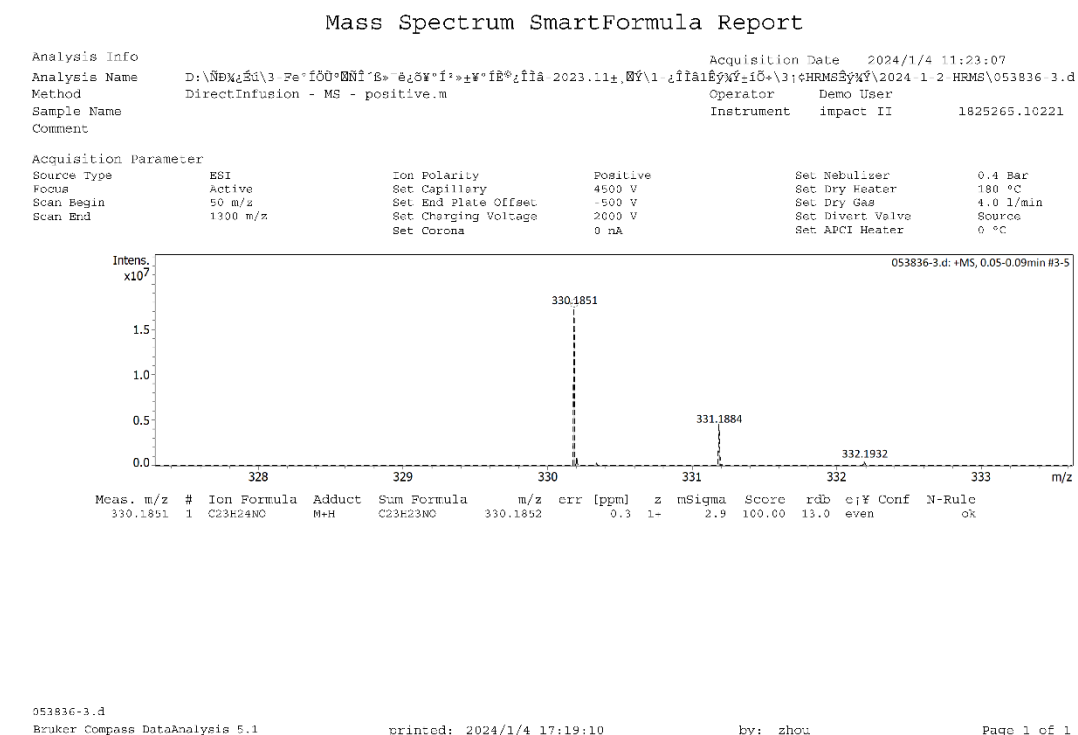 Mass Spectrum SmartFormula Report
Analysis Info Acquisition Date 2024/1/4 11:23:07
Analysis Name
Method DirectInfusion - MS - positive.m Operator Demo User
Sample Name Instrument impact II 1825265.10221
Comment
Acquisition Parameter
Source Type ESI Ion Polarity Positive Set Nebulizer 0.4 Bar
Focus Active Set Capillary 4500 V Set Dry Heater 180 °C
Scan Begin 50 m/z Set End Plate Offset -500 V Set Dry Gas 4.0 l/min
Scan End 1300 m/z Set Charging Voltage 2000 V Set Divert Valve Source
Set Corona 0 nA Set APCI Heater 0 °C
Intens. 053836-3.d: +MS, 0.05-0.09min #3-5
x10⁷
330.1851
1.5
1.0
331.1884
0.5
332.1932
0.0
328 329 330 331 332 333 m/z
Meas. m/z # Ion Formula Adduct Sum Formula m/z err [ppm] z mSigma Score rdb e¡¥ Conf N-Rule
330.1851 1 C23H24NO M+H C23H23NO 330.1852 0.3 1+ 2.9 100.00 13.0 even ok
053836-3.d
Bruker Compass DataAnalysis 5.1 printed: 2024/1/4 17:19:10 by: zhou Page 1 of 1